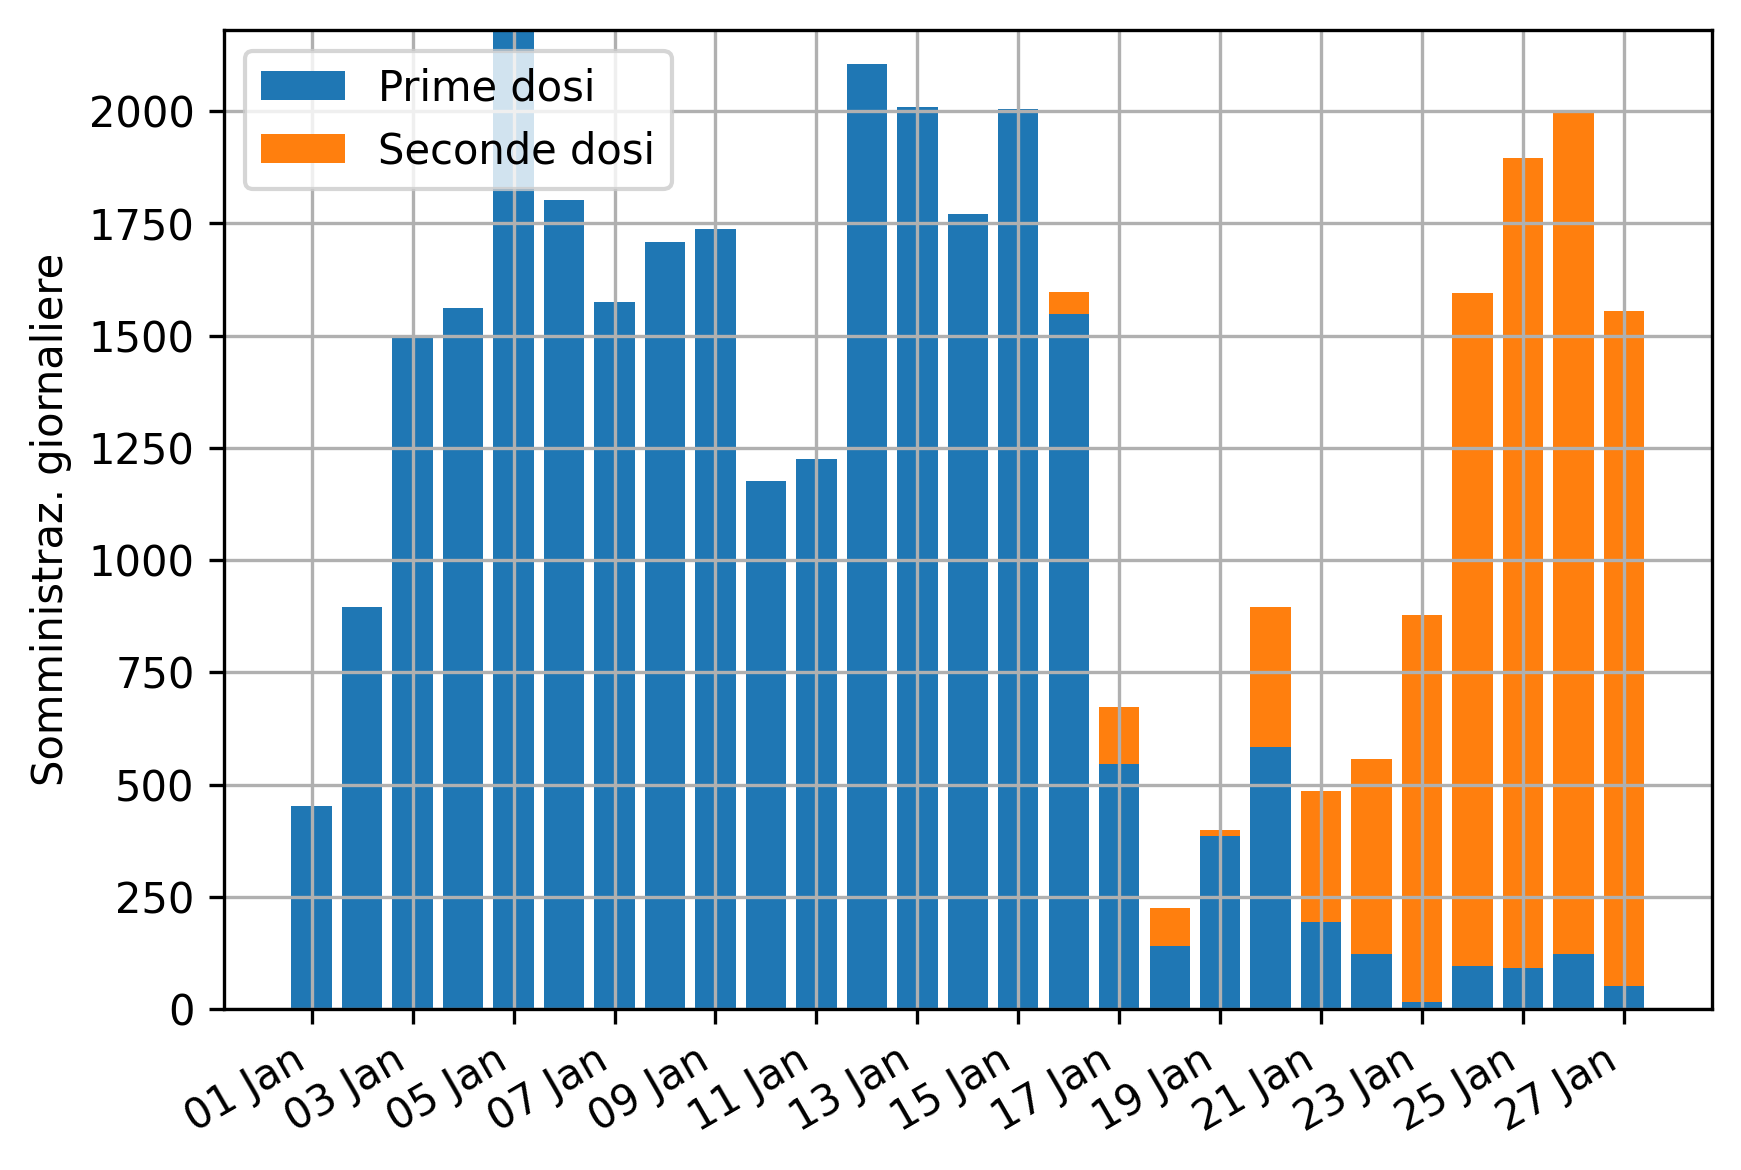 Prime dosi
Seconde dosi
Somministraz. giornaliere
2000
1750
1500
1250
1000
750
500
250
0
01 Jan
03 Jan
05 Jan
07 Jan
09 Jan
11 Jan
13 Jan
15 Jan
17 Jan
19 Jan
21 Jan
23 Jan
25 Jan
27 Jan